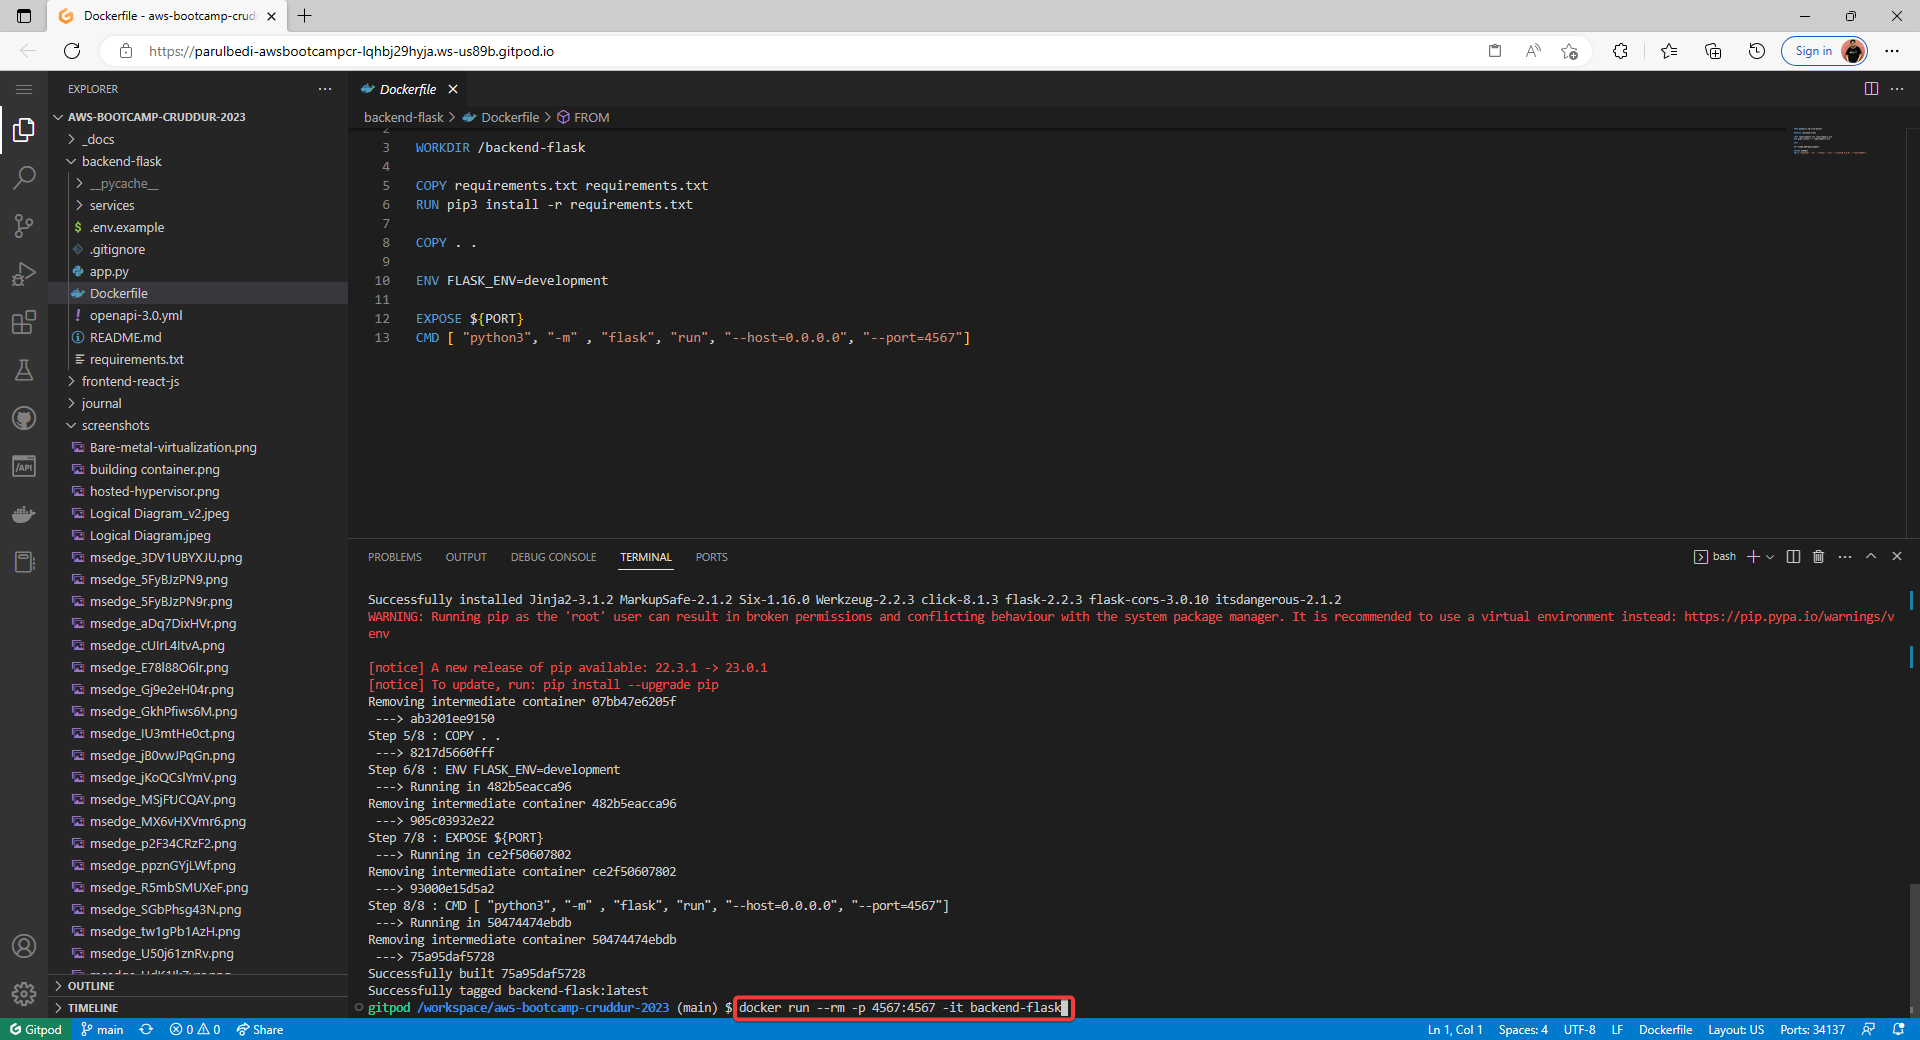 Dockerfile - aws-bootcamp-crud
https://parulbedi-awsbootcampcr-lqhbj29hyja.ws-us89b.gitpod.io
Sign in
EXPLORER
AWS-BOOTCAMP-CRUDDUR-2023
_docs
backend-flask
__pycache__
services
.env.example
.gitignore
app.py
Dockerfile
openapi-3.0.yml
README.md
requirements.txt
frontend-react-js
journal
screenshots
Bare-metal-virtualization.png
building container.png
hosted-hypervisor.png
Logical Diagram_v2.jpeg
Logical Diagram.jpeg
msedge_3DV1UBYXJU.png
msedge_5FyBJzPN9.png
msedge_5FyBJzPN9r.png
msedge_aDq7DixHVr.png
msedge_cUIrL4ItvA.png
msedge_E78l88O6lr.png
msedge_Gj9e2eH04r.png
msedge_GkhPfiws6M.png
msedge_IU3mtHe0ct.png
msedge_jB0vwJPqGn.png
msedge_jKoQCslYmV.png
msedge_MSjFtJCQAY.png
msedge_MX6vHXVmr6.png
msedge_p2F34CRzF2.png
msedge_ppznGYjLWf.png
msedge_R5mbSMUXeF.png
msedge_SGbPhsg43N.png
msedge_tw1gPb1AzH.png
msedge_U50j61znRv.png
OUTLINE
TIMELINE
Dockerfile
backend-flask > Dockerfile > FROM
2
3 WORKDIR /backend-flask
4
5 COPY requirements.txt requirements.txt
6 RUN pip3 install -r requirements.txt
7
8 COPY . .
9
10 ENV FLASK_ENV=development
11
12 EXPOSE ${PORT}
13 CMD [ "python3", "-m" , "flask", "run", "--host=0.0.0.0", "--port=4567"]
PROBLEMS OUTPUT DEBUG CONSOLE TERMINAL PORTS
bash
Successfully installed Jinja2-3.1.2 MarkupSafe-2.1.2 Six-1.16.0 Werkzeug-2.2.3 click-8.1.3 flask-2.2.3 flask-cors-3.0.10 itsdangerous-2.1.2
WARNING: Running pip as the 'root' user can result in broken permissions and conflicting behaviour with the system package manager. It is recommended to use a virtual environment instead: https://pip.pypa.io/warnings/v
env
[notice] A new release of pip available: 22.3.1 -> 23.0.1
[notice] To update, run: pip install --upgrade pip
Removing intermediate container 07bb47e6205f
---> ab3201ee9150
Step 5/8 : COPY . .
---> 8217d5660fff
Step 6/8 : ENV FLASK_ENV=development
---> Running in 482b5eacca96
Removing intermediate container 482b5eacca96
---> 905c03932e22
Step 7/8 : EXPOSE ${PORT}
---> Running in ce2f50607802
Removing intermediate container ce2f50607802
---> 93000e15d5a2
Step 8/8 : CMD [ "python3", "-m" , "flask", "run", "--host=0.0.0.0", "--port=4567"]
---> Running in 50474474ebdb
Removing intermediate container 50474474ebdb
---> 75a95daf5728
Successfully built 75a95daf5728
Successfully tagged backend-flask:latest
gitpod /workspace/aws-bootcamp-cruddur-2023 (main) $ docker run --rm -p 4567:4567 -it backend-flask
Gitpod main 0 0 Share
Ln 1, Col 1 Spaces: 4 UTF-8 LF Dockerfile Layout: US Ports: 34137